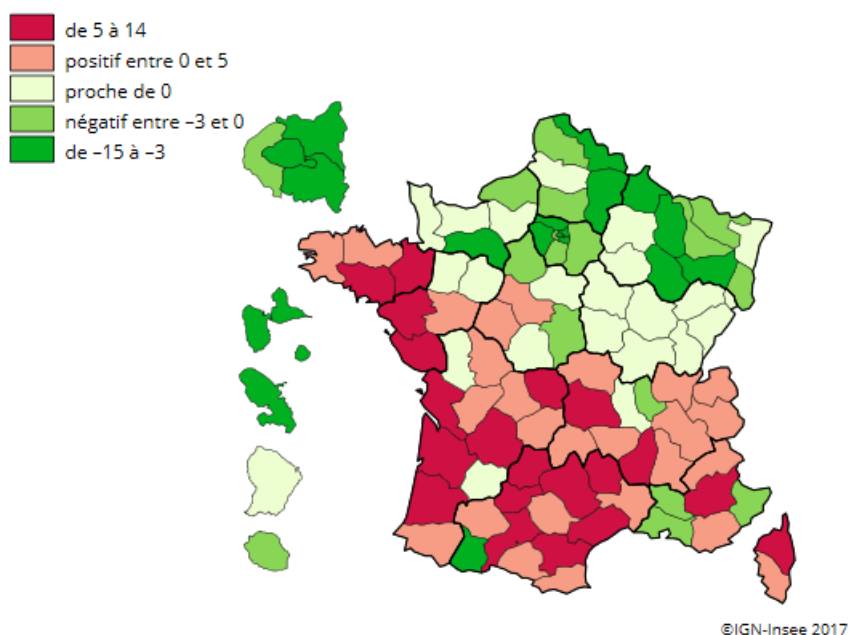 de 5 à 14
positif entre 0 et 5
proche de 0
négatif entre –3 et 0
de –15 à –3
©IGN-Insee 2017